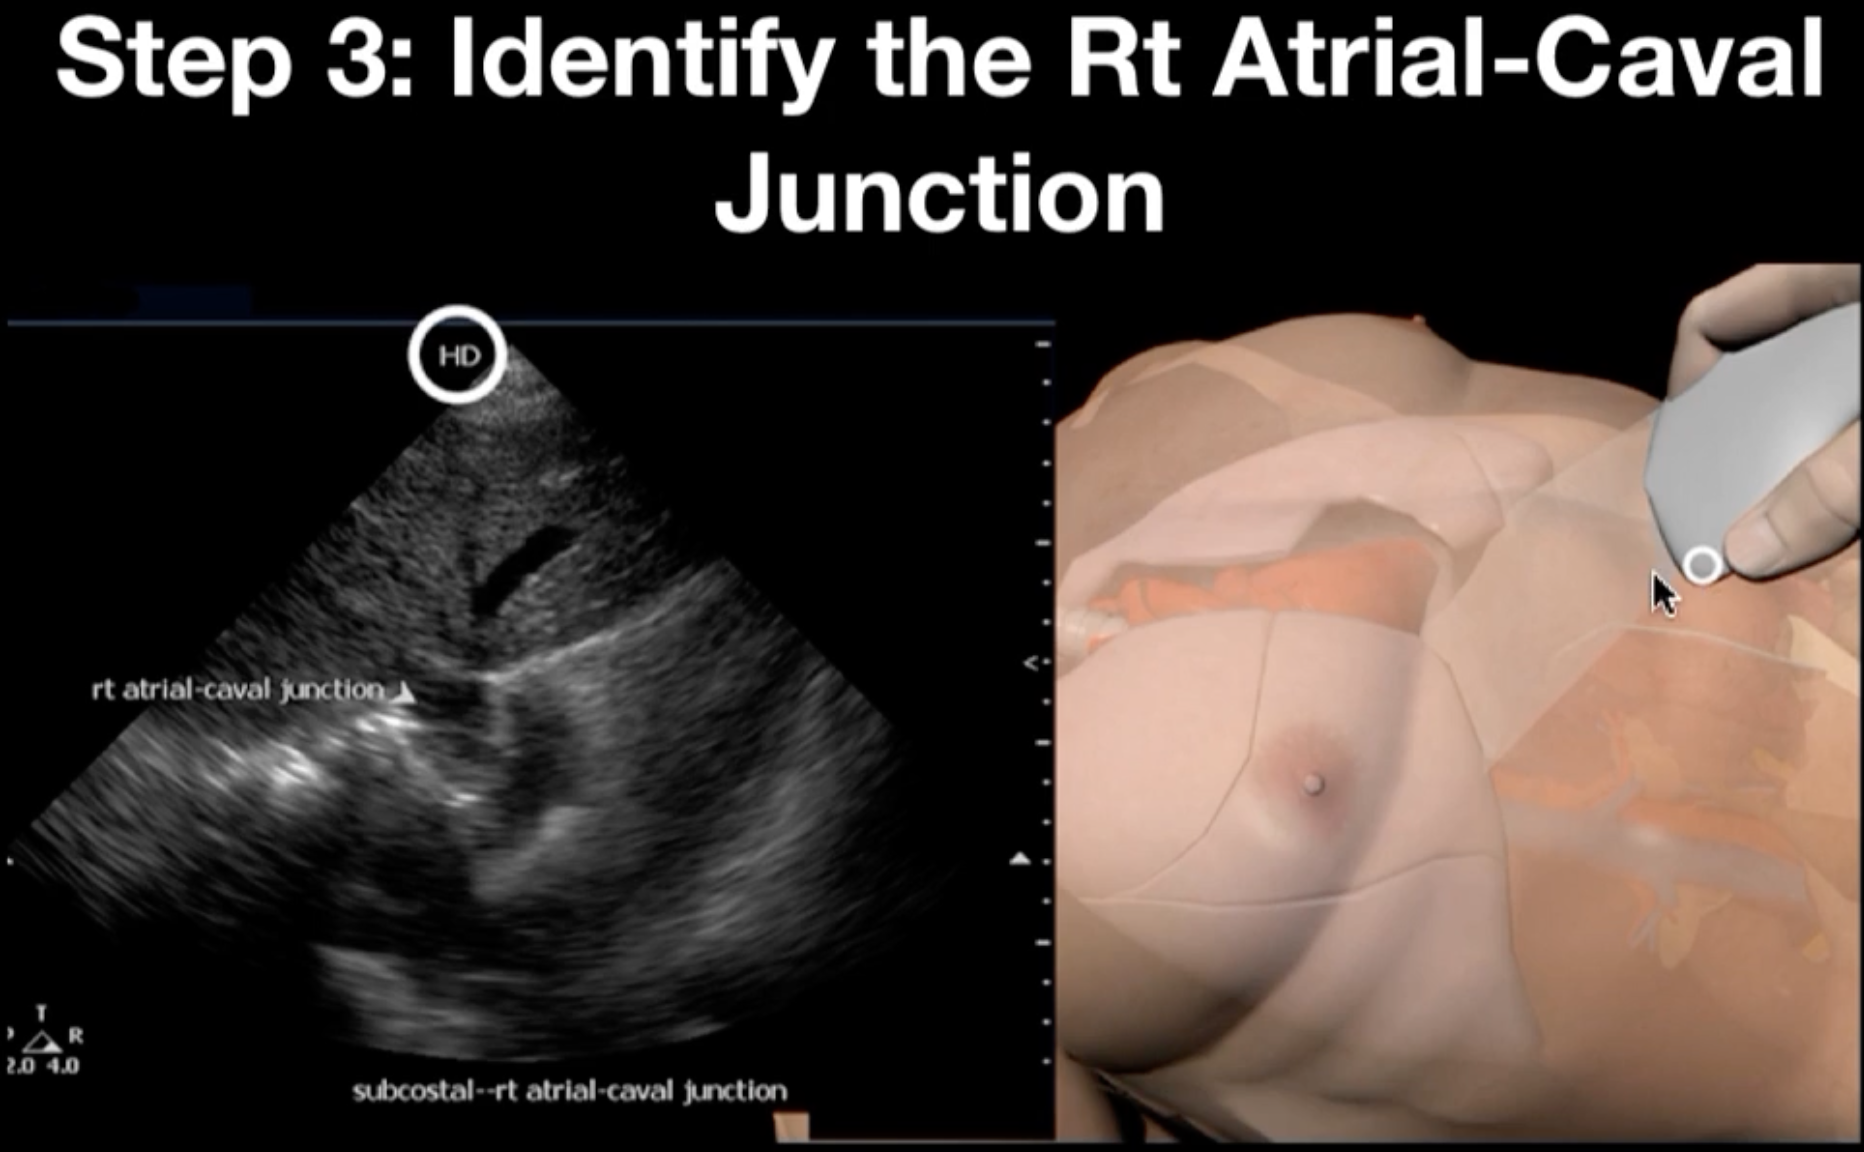 Step 3: Identify the Rt Atrial-Caval
Junction
HD
rt atrial-caval junction
T
P R
2.0 4.0
subcostal--rt atrial-caval junction